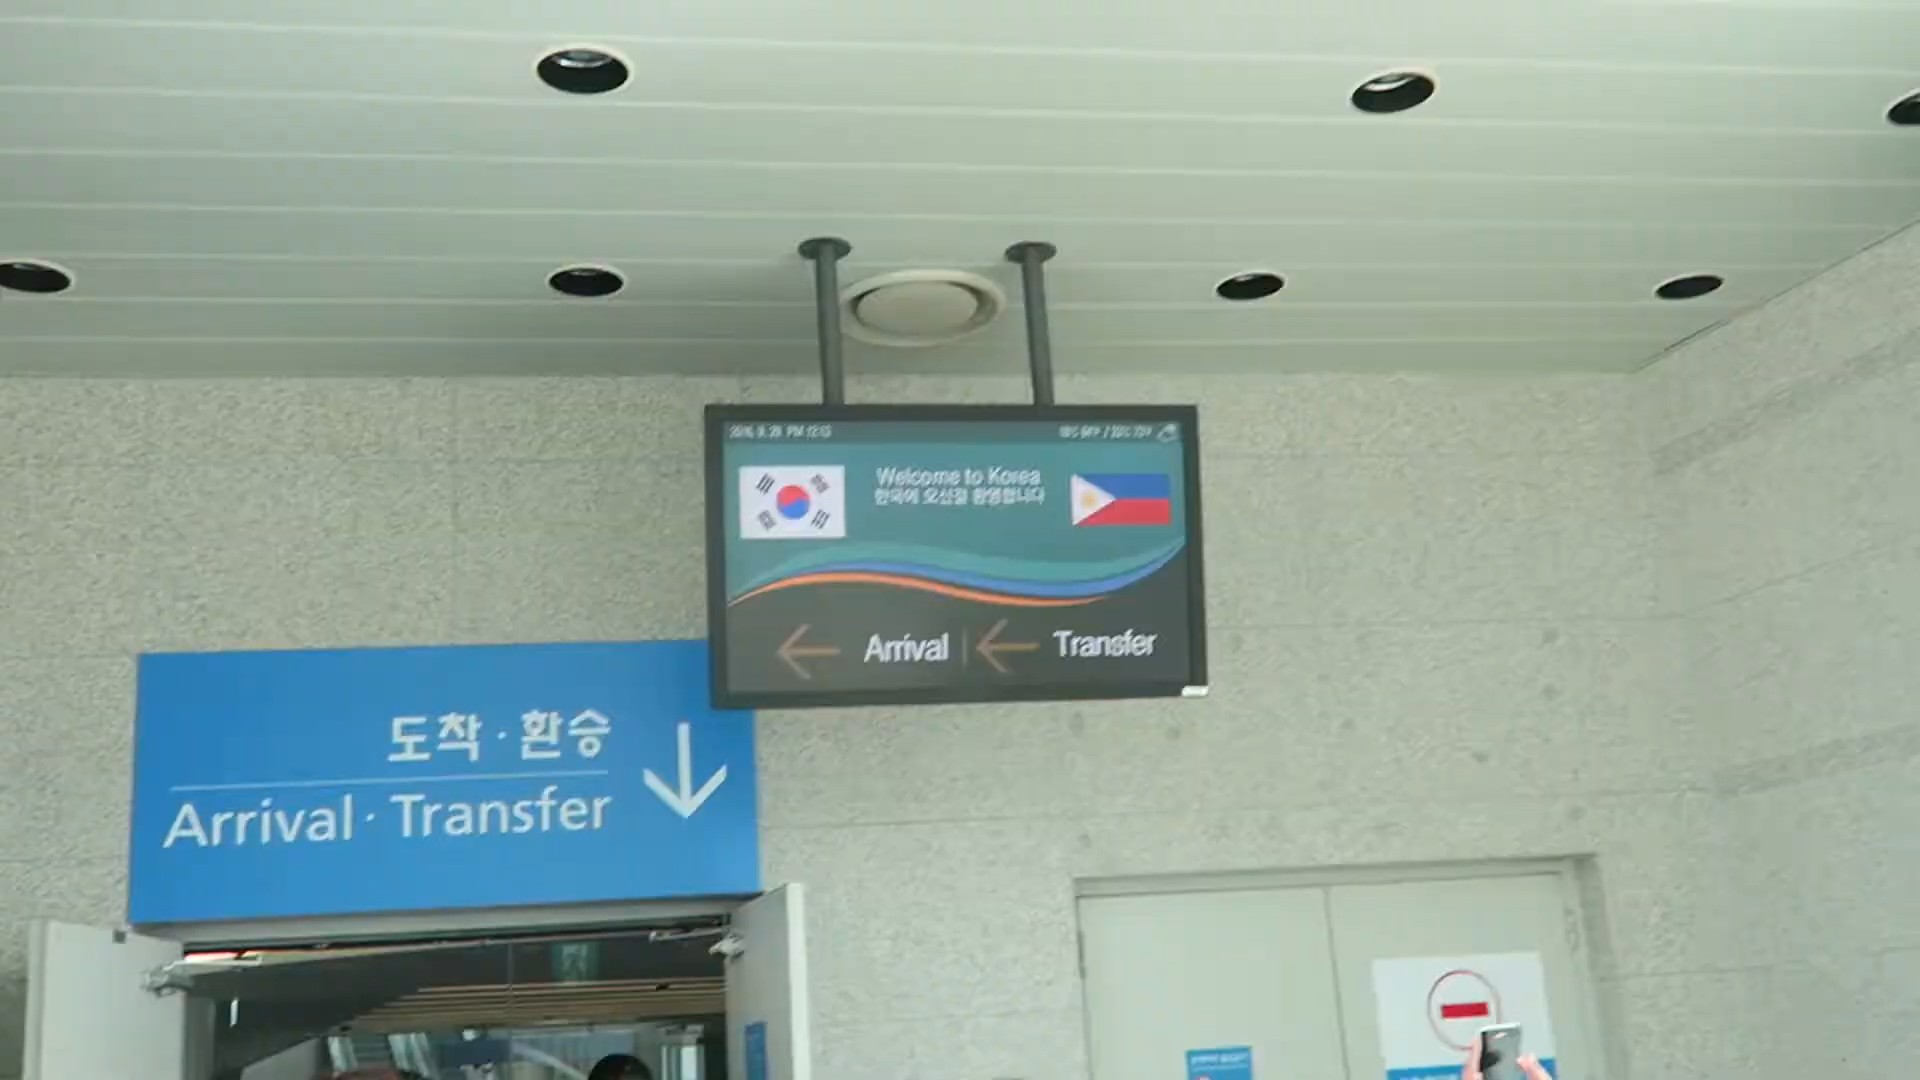 Welcome to Korea
한국에 오신걸 환영합니다
Arrival
Transfer
도착·환승
Arrival·Transfer